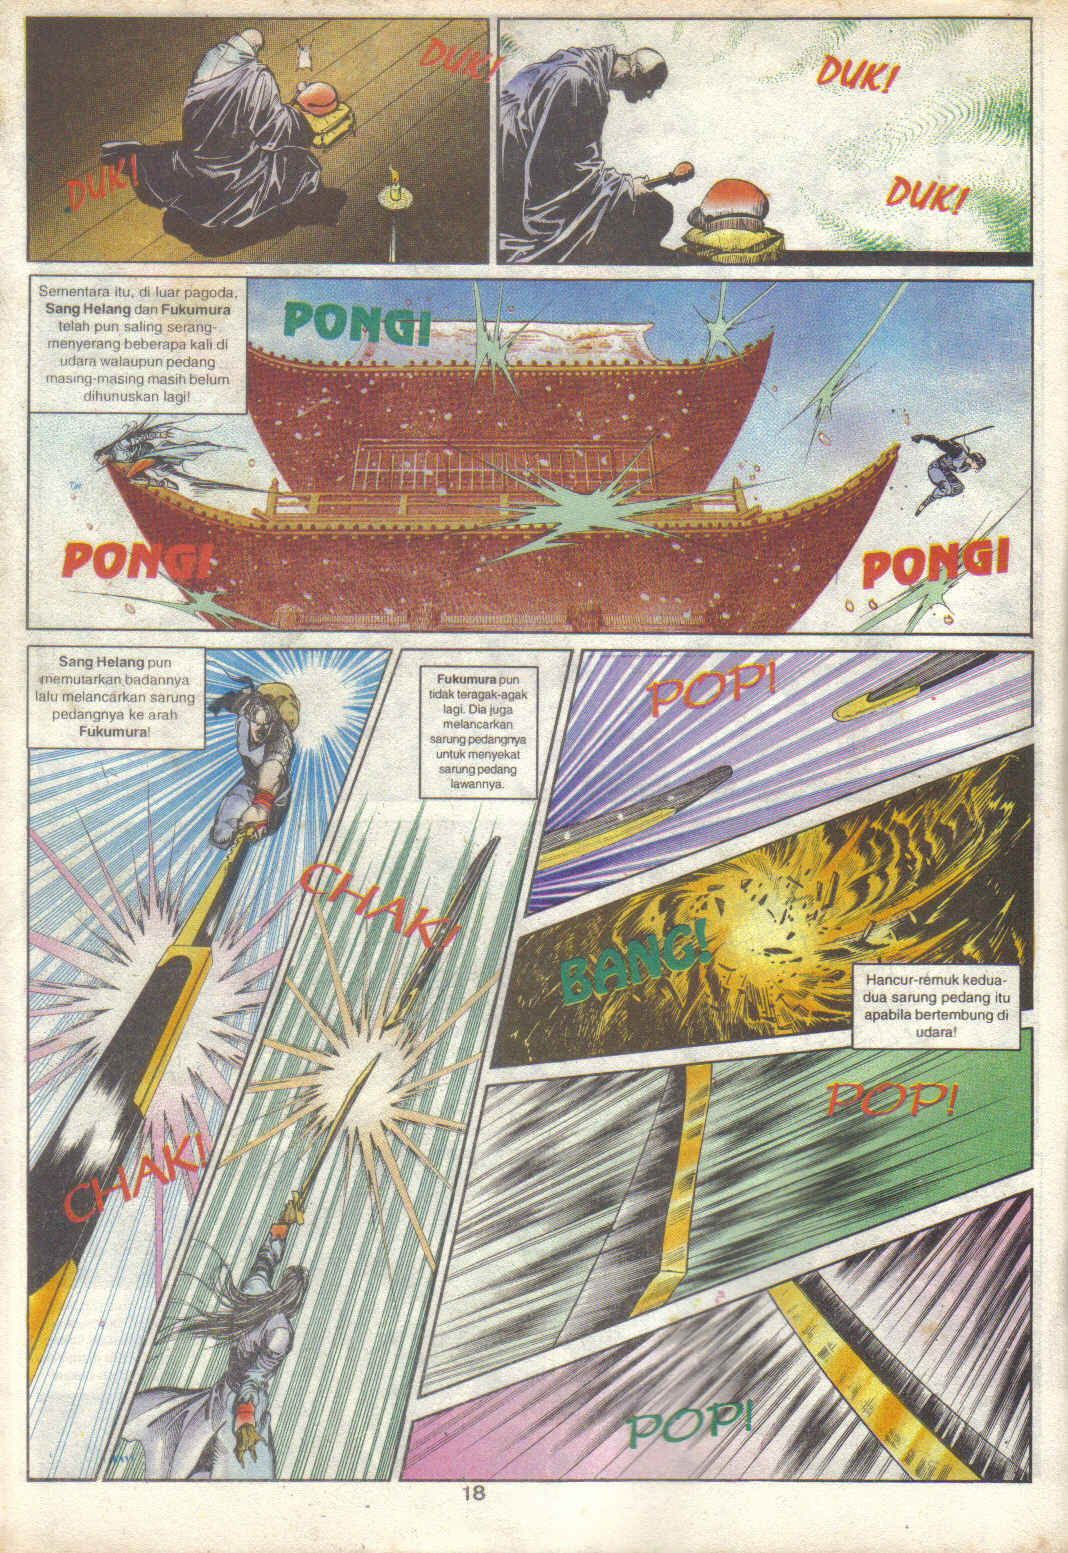 DUK!
DUK!
DUK!
DUK!
Sementara itu, di luar pagoda,
Sang Helang dan Fukumura
telah pun saling serang-
menyerang beberapa kali di
udara walaupun pedang
masing-masing masih belum
dihunuskan lagi!
PONG!
PONG!
PONG!
Sang Helang pun
memutarkan badannya
lalu melancarkan sarung
pedangnya ke arah
Fukumura!
CHAK!
Fukumura pun
tidak teragak-agak
lagi. Dia juga
melancarkan
sarung pedangnya
untuk menyekat
sarung pedang
lawannya.
CHAK!
POP!
BANG!
Hancur-remuk kedua-
dua sarung pedang itu
apabila bertembung di
udara!
POP!
POP!
18